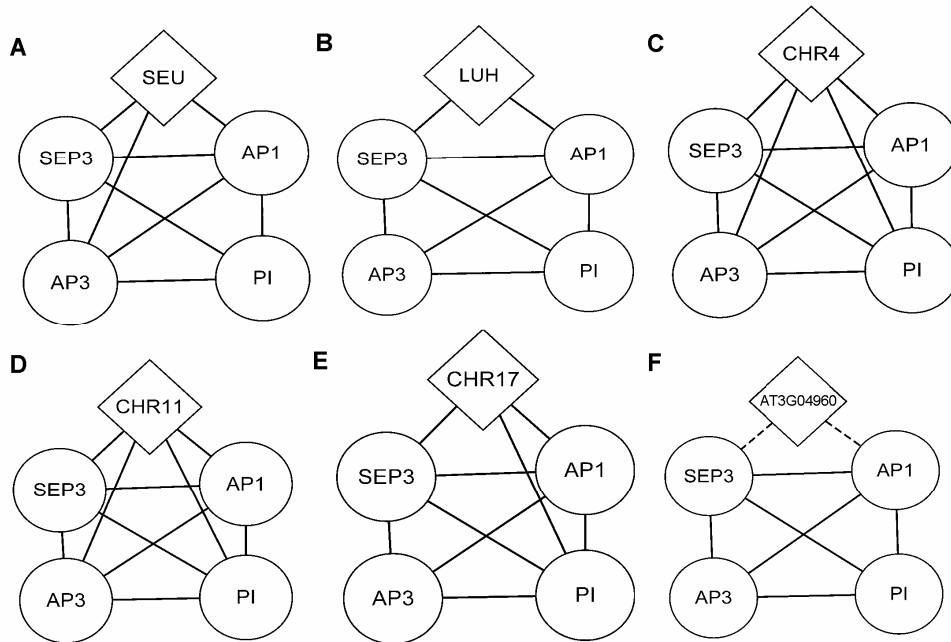 A
SEU
SEP3
AP1
AP3
PI
B
LUH
SEP3
AP1
AP3
PI
C
CHR4
SEP3
AP1
AP3
PI
D
CHR11
SEP3
AP1
AP3
PI
E
CHR17
SEP3
AP1
AP3
PI
F
AT3G04960
SEP3
AP1
AP3
PI